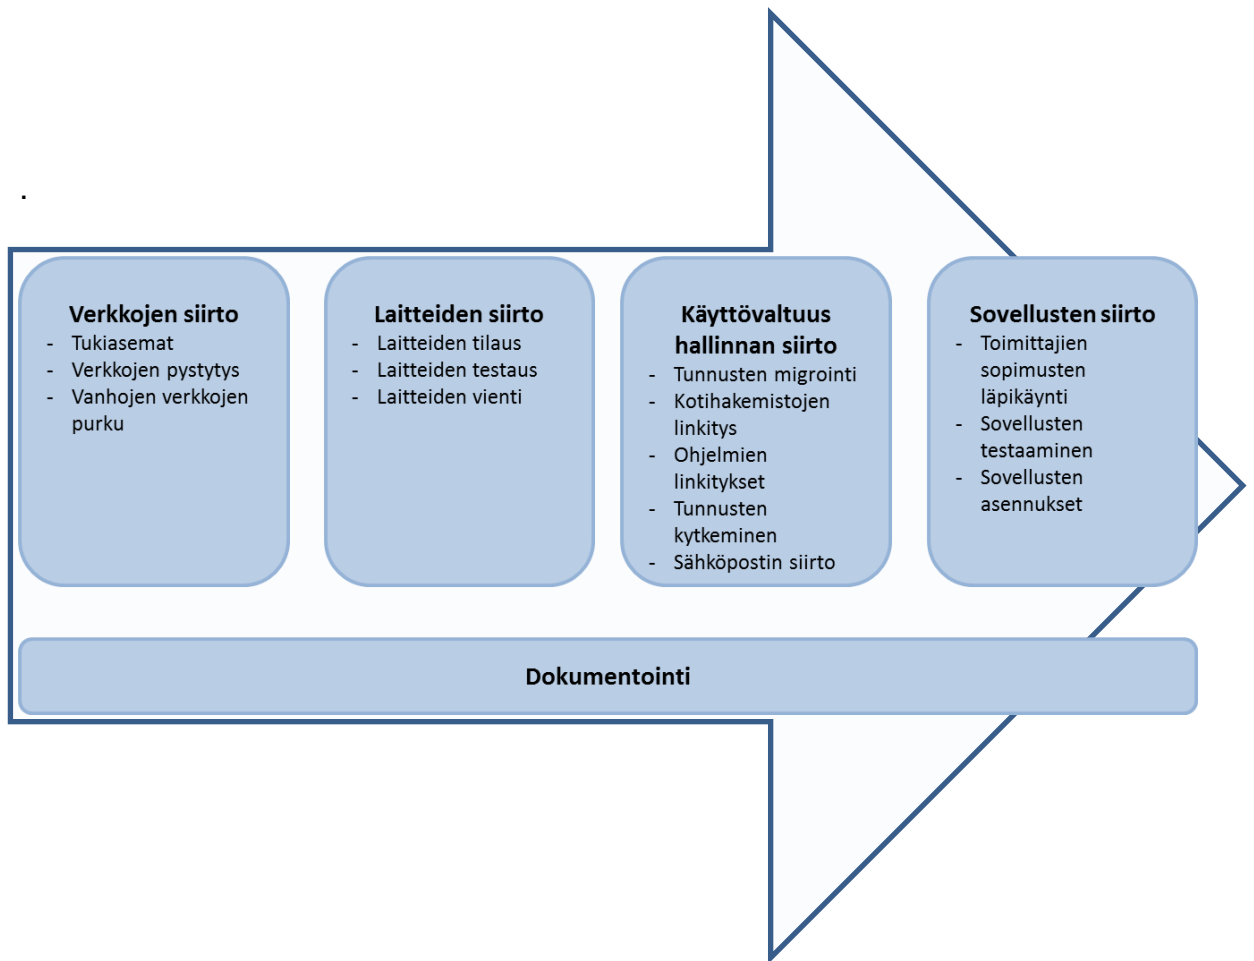 .
Verkkojen siirto
- Tukiasemat
- Verkkojen pystytys
- Vanhojen verkkojen
purku
Laitteiden siirto
- Laitteiden tilaus
- Laitteiden testaus
- Laitteiden vienti
Käyttövaltuus
hallinnan siirto
- Tunnusten migrointi
- Kotihakemistojen
linkitys
- Ohjelmien
linkitykset
- Tunnusten
kytkeminen
- Sähköpostin siirto
Sovellusten siirto
- Toimittajien
sopimusten
läpikäynti
- Sovellusten
testaaminen
- Sovellusten
asennukset
Dokumentointi